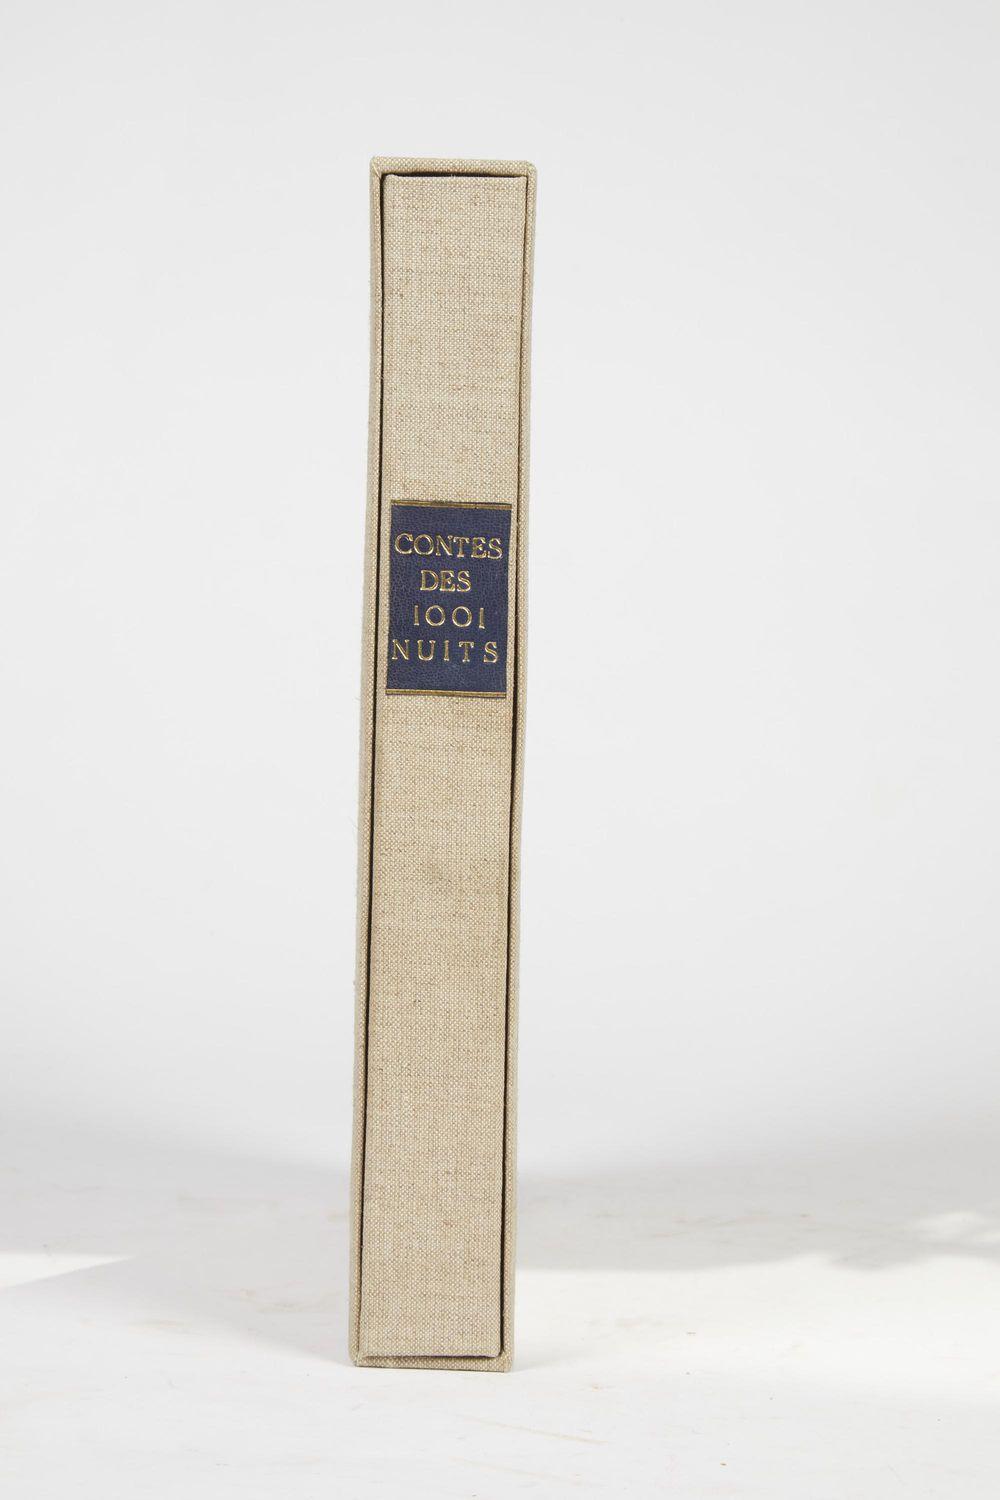 CONTES
DES
1001
NUITS